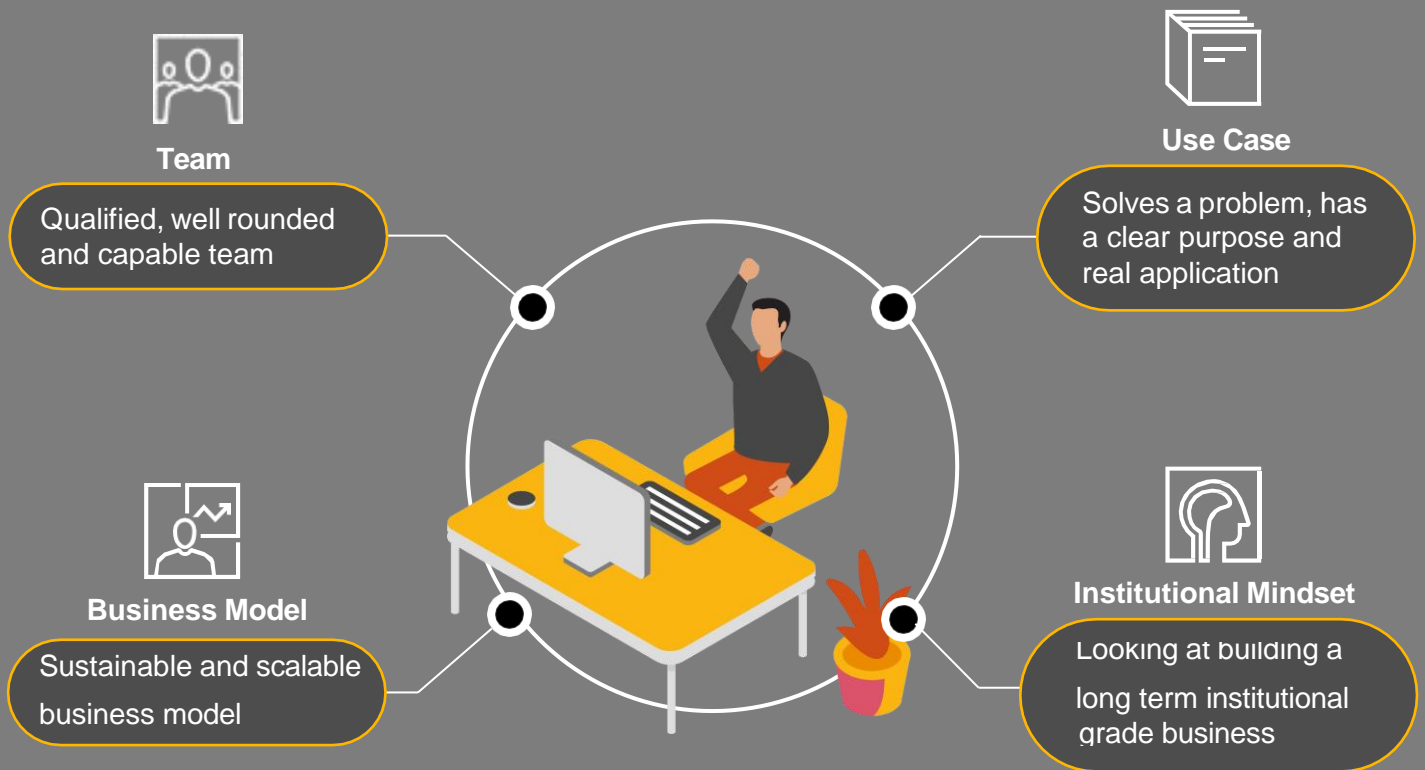 Team
Qualified, well rounded
and capable team
Use Case
Solves a problem, has
a clear purpose and
real application
Business Model
Sustainable and scalable
business model
Institutional Mindset
Looking at building a
long term institutional
grade business